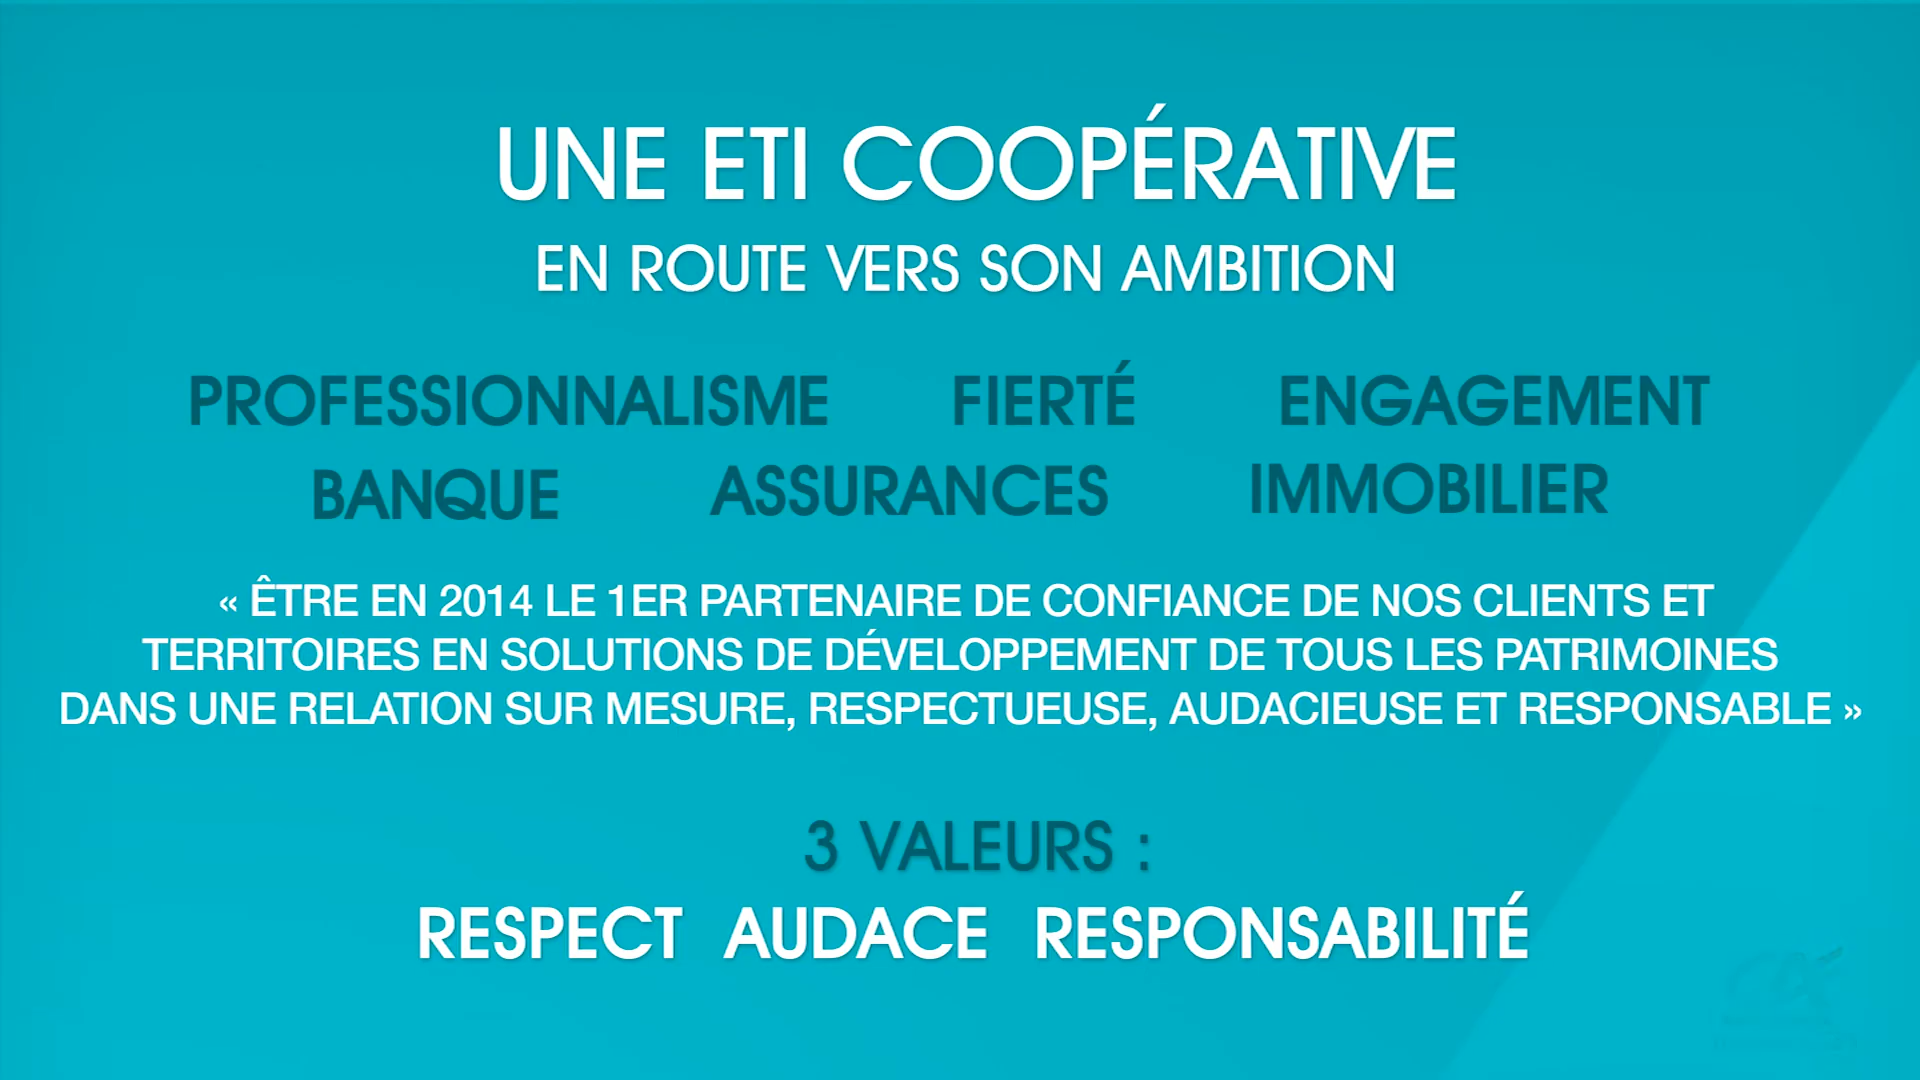 UNE ETI COOPÉRATIVE
EN ROUTE VERS SON AMBITION
PROFESSIONNALISME FIERTÉ ENGAGEMENT
BANQUE ASSURANCES IMMOBILIER
« ÊTRE EN 2014 LE 1ER PARTENAIRE DE CONFIANCE DE NOS CLIENTS ET
TERRITOIRES EN SOLUTIONS DE DÉVELOPPEMENT DE TOUS LES PATRIMOINES
DANS UNE RELATION SUR MESURE, RESPECTUEUSE, AUDACIEUSE ET RESPONSABLE »
3 VALEURS :
RESPECT AUDACE RESPONSABILITÉ